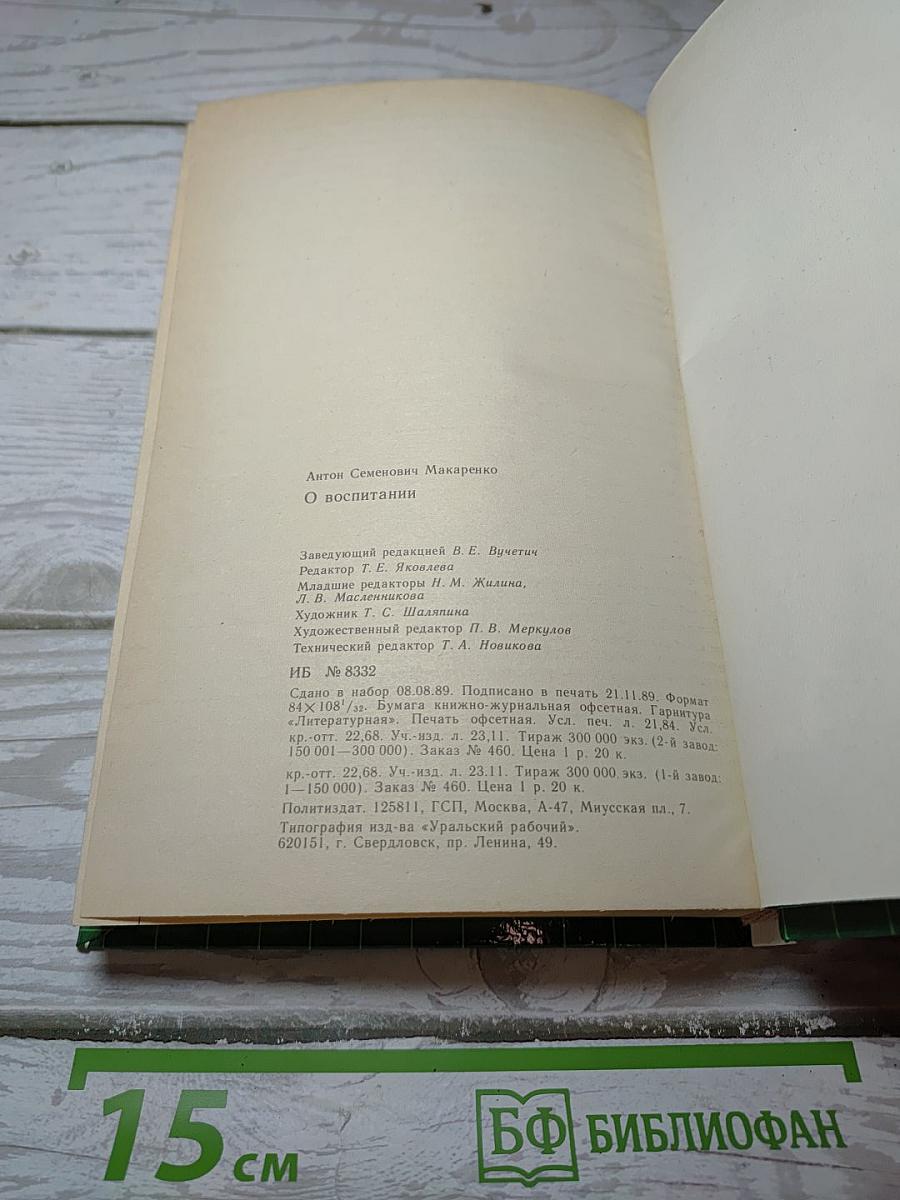 Антон Семенович Макаренко
О воспитании
Заведующий редакцией В. Е. Вучетич
Редактор Т. Е. Яковлева
Младшие редакторы Н. М. Жилина,
Л. В. Масленникова
Художник Т. С. Шаляпина
Художественный редактор П. В. Меркулов
Технический редактор Т. А. Новикова
ИБ № 8332
Сдано в набор 08.08.89. Подписано в печать 21.11.89. Формат
84×108¹/₃₂. Бумага книжно-журнальная офсетная. Гарнитура
«Литературная». Печать офсетная. Усл. печ. л. 21,84. Усл.
кр.-отт. 22,68. Уч.-изд. л. 23,11. Тираж 300 000 экз. (2-й завод:
150 001—300 000). Заказ № 460. Цена 1 р. 20 к.
кр.-отт. 22,68. Уч.-изд. л. 23.11. Тираж 300 000 экз. (1-й завод:
1—150 000). Заказ № 460. Цена 1 р. 20 к.
Политиздат. 125811, ГСП, Москва, А-47, Миусская пл., 7.
Типография изд-ва «Уральский рабочий».
620151, г. Свердловск, пр. Ленина, 49.
15 см
БФ БИБЛИОФАН